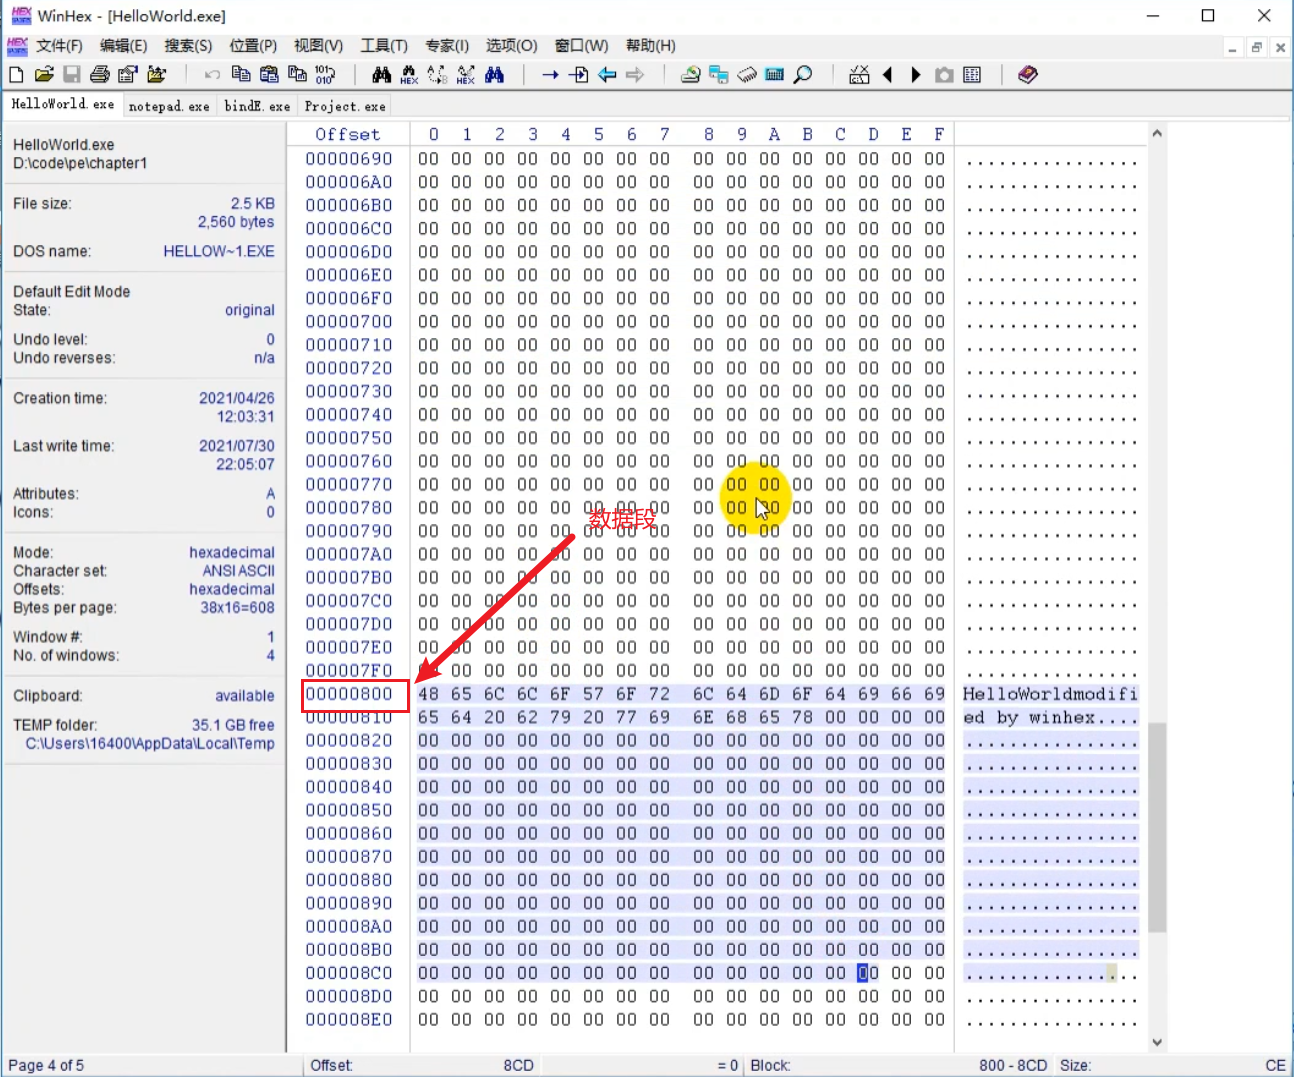 WinHex - [HelloWorld.exe]
文件(F) 编辑(E) 搜索(S) 位置(P) 视图(V) 工具(T) 专家(I) 选项(O) 窗口(W) 帮助(H)
HelloWorld.exe notepad.exe bindE.exe Project.exe
HelloWorld.exe
D:\code\pe\chapter1
File size: 2.5 KB
2,560 bytes
DOS name: HELLOW~1.EXE
Default Edit Mode
State: original
Undo level: 0
Undo reverses: n/a
Creation time: 2021/04/26
12:03:31
Last write time: 2021/07/30
22:05:07
Attributes: A
Icons: 0
Mode: hexadecimal
Character set: ANSI ASCII
Offsets: hexadecimal
Bytes per page: 38x16=608
Window #: 1
No. of windows: 4
Clipboard: available
TEMP folder: 35.1 GB free
C:\Users\16400\AppData\Local\Temp
Offset 0 1 2 3 4 5 6 7 8 9 A B C D E F
00000690 00 00 00 00 00 00 00 00 00 00 00 00 00 00 00 00 ................
000006A0 00 00 00 00 00 00 00 00 00 00 00 00 00 00 00 00 ................
000006B0 00 00 00 00 00 00 00 00 00 00 00 00 00 00 00 00 ................
000006C0 00 00 00 00 00 00 00 00 00 00 00 00 00 00 00 00 ................
000006D0 00 00 00 00 00 00 00 00 00 00 00 00 00 00 00 00 ................
000006E0 00 00 00 00 00 00 00 00 00 00 00 00 00 00 00 00 ................
000006F0 00 00 00 00 00 00 00 00 00 00 00 00 00 00 00 00 ................
00000700 00 00 00 00 00 00 00 00 00 00 00 00 00 00 00 00 ................
00000710 00 00 00 00 00 00 00 00 00 00 00 00 00 00 00 00 ................
00000720 00 00 00 00 00 00 00 00 00 00 00 00 00 00 00 00 ................
00000730 00 00 00 00 00 00 00 00 00 00 00 00 00 00 00 00 ................
00000740 00 00 00 00 00 00 00 00 00 00 00 00 00 00 00 00 ................
00000750 00 00 00 00 00 00 00 00 00 00 00 00 00 00 00 00 ................
00000760 00 00 00 00 00 00 00 00 00 00 00 00 00 00 00 00 ................
00000770 00 00 00 00 00 00 00 00 00 00 00 00 00 00 00 00 ................
00000780 00 00 00 00 00 00 00 00 00 00 00 00 00 00 00 00 ................
数据段
00000790 00 00 00 00 00 00 00 00 00 00 00 00 00 00 00 00 ................
000007A0 00 00 00 00 00 00 00 00 00 00 00 00 00 00 00 00 ................
000007B0 00 00 00 00 00 00 00 00 00 00 00 00 00 00 00 00 ................
000007C0 00 00 00 00 00 00 00 00 00 00 00 00 00 00 00 00 ................
000007D0 00 00 00 00 00 00 00 00 00 00 00 00 00 00 00 00 ................
000007E0 00 00 00 00 00 00 00 00 00 00 00 00 00 00 00 00 ................
000007F0 00 00 00 00 00 00 00 00 00 00 00 00 00 00 00 00 ................
00000800 48 65 6C 6C 6F 57 6F 72 6C 64 6D 6F 64 69 66 69 HelloWorldmodifi
00000810 65 64 20 62 79 20 77 69 6E 68 65 78 00 00 00 00 ed by winhex....
00000820 00 00 00 00 00 00 00 00 00 00 00 00 00 00 00 00 ................
00000830 00 00 00 00 00 00 00 00 00 00 00 00 00 00 00 00 ................
00000840 00 00 00 00 00 00 00 00 00 00 00 00 00 00 00 00 ................
00000850 00 00 00 00 00 00 00 00 00 00 00 00 00 00 00 00 ................
00000860 00 00 00 00 00 00 00 00 00 00 00 00 00 00 00 00 ................
00000870 00 00 00 00 00 00 00 00 00 00 00 00 00 00 00 00 ................
00000880 00 00 00 00 00 00 00 00 00 00 00 00 00 00 00 00 ................
00000890 00 00 00 00 00 00 00 00 00 00 00 00 00 00 00 00 ................
000008A0 00 00 00 00 00 00 00 00 00 00 00 00 00 00 00 00 ................
000008B0 00 00 00 00 00 00 00 00 00 00 00 00 00 00 00 00 ................
000008C0 00 00 00 00 00 00 00 00 00 00 00 00 00 00 00 00 ................
000008D0 00 00 00 00 00 00 00 00 00 00 00 00 00 00 00 00 ................
000008E0 00 00 00 00 00 00 00 00 00 00 00 00 00 00 00 00 ................
Page 4 of 5 Offset: 8CD = 0 Block: 800 - 8CD Size: CE